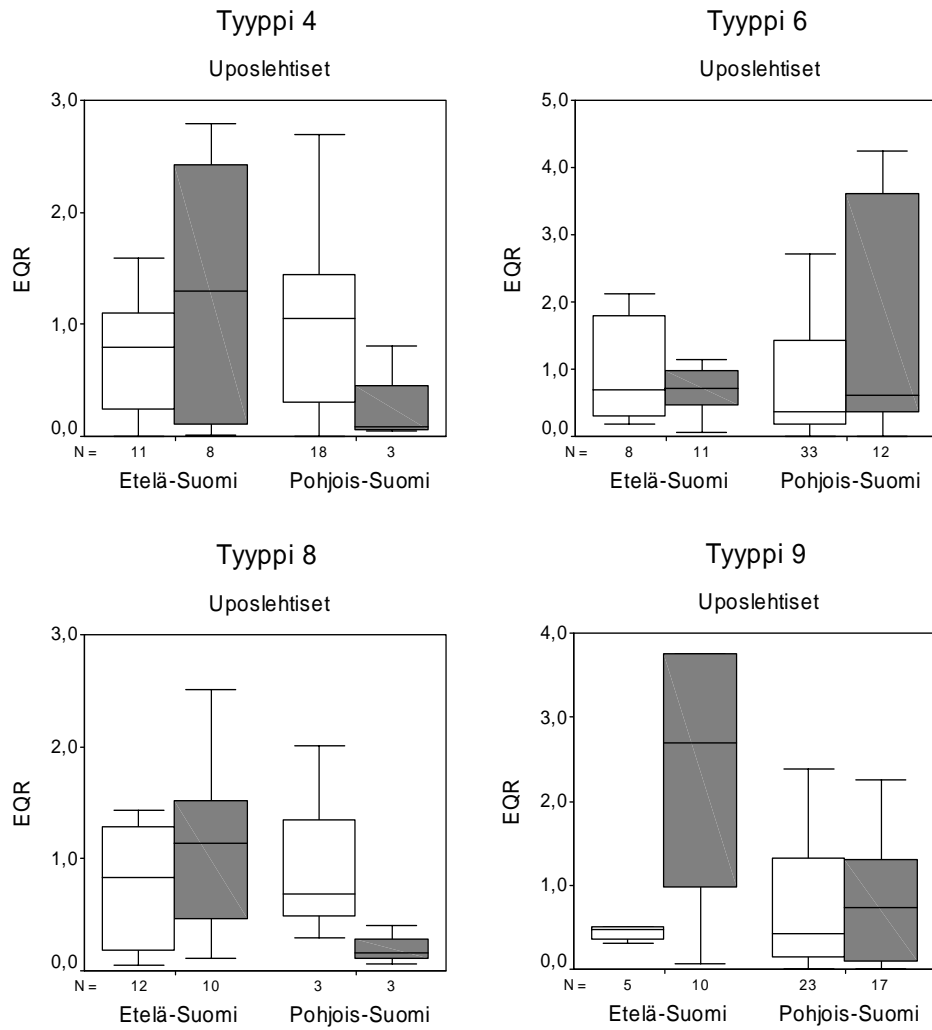 Tyyppi 4
Uposlehtiset
3,0
2,0
1,0
0,0
EQR
N = 11 8 18 3
Etelä-Suomi Pohjois-Suomi
Tyyppi 6
Uposlehtiset
5,0
4,0
3,0
2,0
1,0
0,0
EQR
N = 8 11 33 12
Etelä-Suomi Pohjois-Suomi
Tyyppi 8
Uposlehtiset
3,0
2,0
1,0
0,0
EQR
N = 12 10 3 3
Etelä-Suomi Pohjois-Suomi
Tyyppi 9
Uposlehtiset
4,0
3,0
2,0
1,0
0,0
EQR
N = 5 10 23 17
Etelä-Suomi Pohjois-Suomi